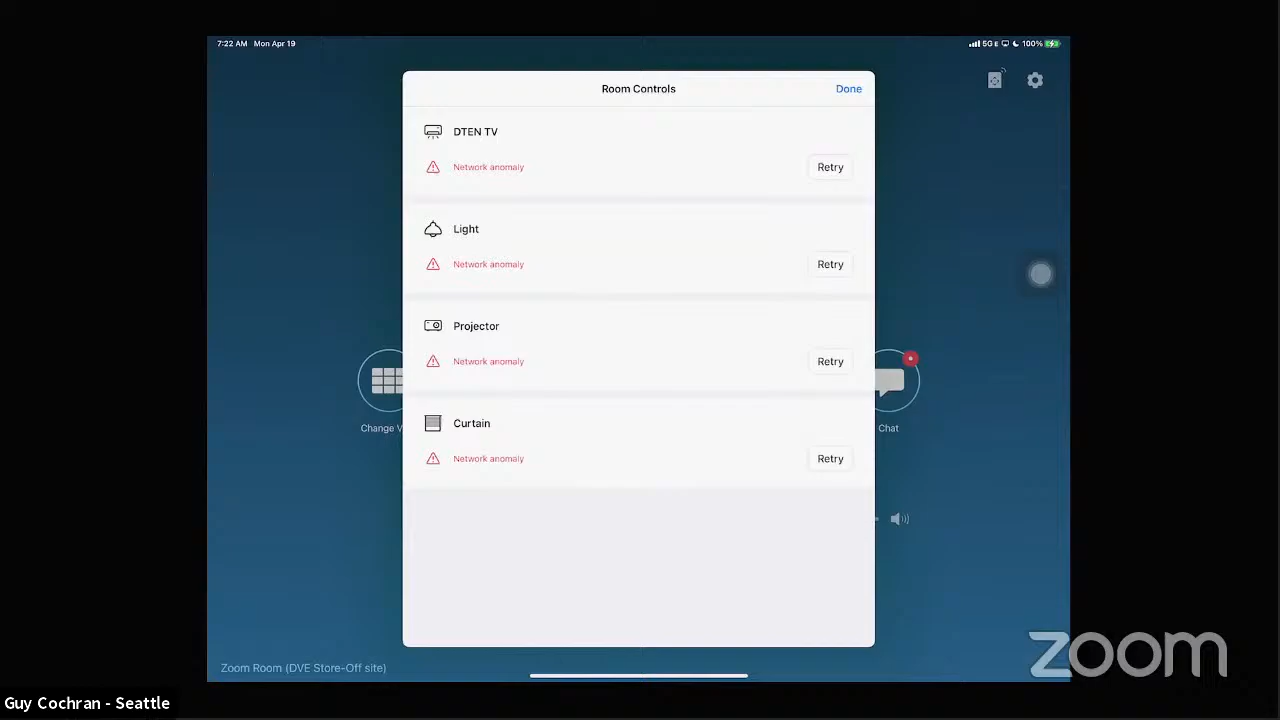 7:22 AM Mon Apr 19
5G E 100%
Room Controls
Done
DTEN TV
Network anomaly
Retry
Light
Network anomaly
Retry
Projector
Network anomaly
Retry
Curtain
Network anomaly
Retry
Change V
Chat
Zoom Room (DVE Store-Off site)
zoom
Guy Cochran - Seattle